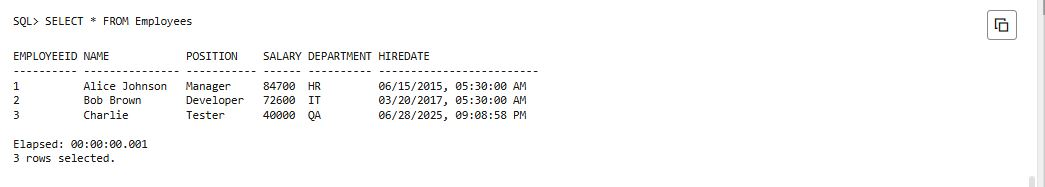 SQL> SELECT * FROM Employees
EMPLOYEEID NAME            POSITION    SALARY DEPARTMENT HIREDATE
---------- --------------- ----------- ------ ---------- -------------------------
1          Alice Johnson   Manager     84700  HR         06/15/2015, 05:30:00 AM
2          Bob Brown       Developer   72600  IT         03/20/2017, 05:30:00 AM
3          Charlie         Tester      40000  QA         06/28/2025, 09:08:58 PM
Elapsed: 00:00:00.001
3 rows selected.